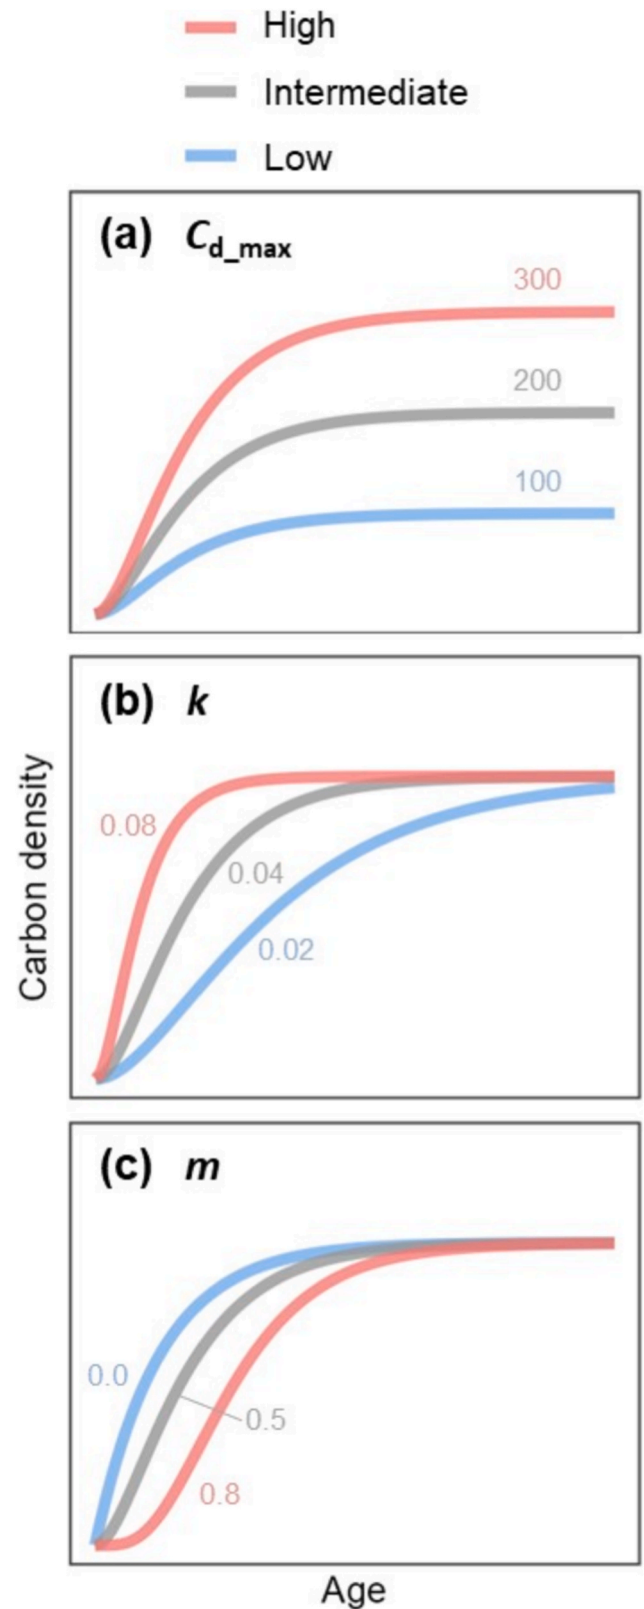 High
Intermediate
Low
(a) Cd_max
300
200
100
(b) k
0.08
0.04
0.02
Carbon density
(c) m
0.0
0.5
0.8
Age